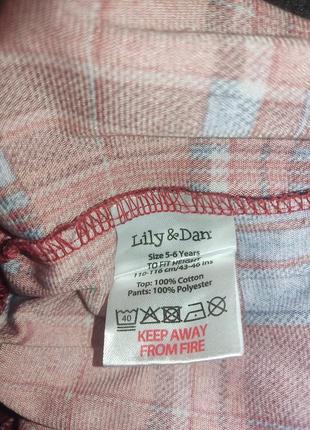 Lily & Dan
Size 5-6 Years
TO FIT HEIGHT
110-116 cm/43-46 ins
Top: 100% Cotton
Pants: 100% Polyester
40
KEEP AWAY
FROM FIRE